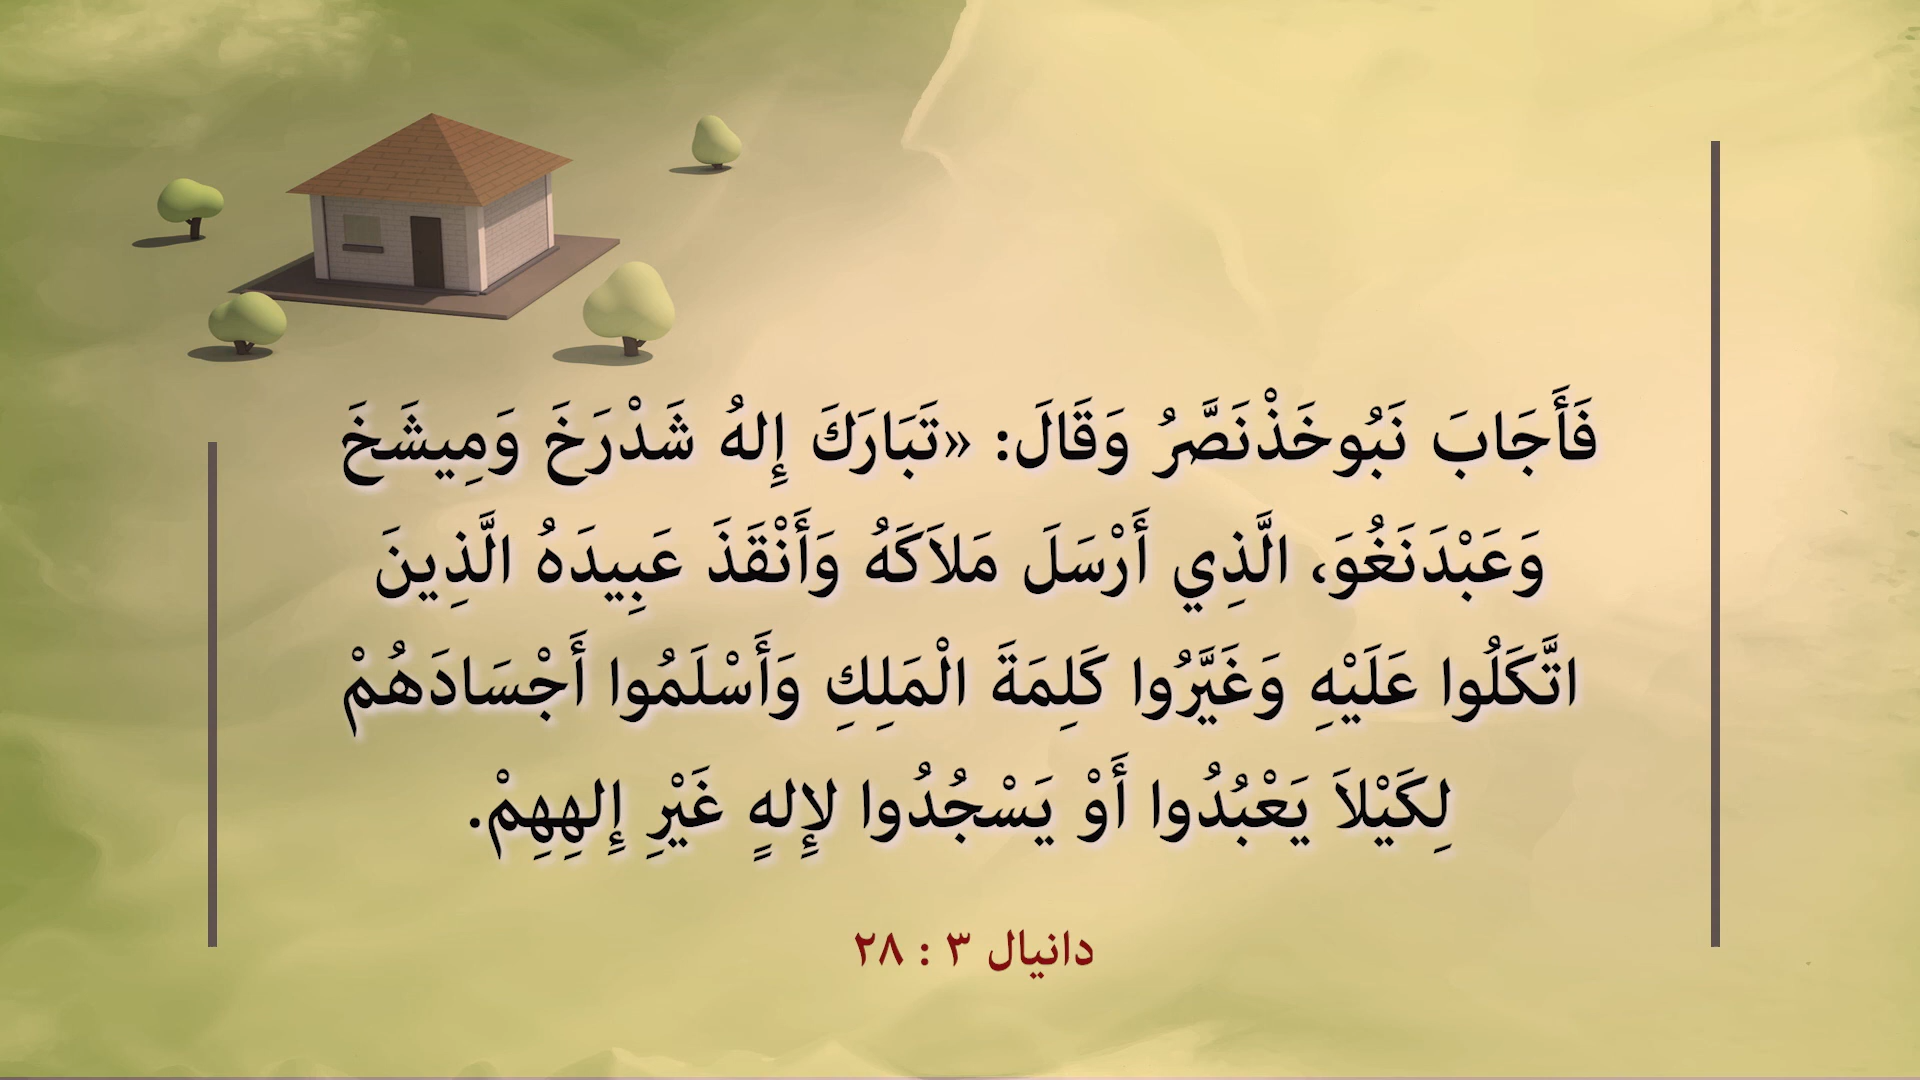 فَأَجَابَ نَبُوخَذْنَصَّرُ وَقَالَ: «تَبَارَكَ إِلهُ شَدْرَخَ وَمِيشَخَ
وَعَبْدَنَغُوَ، الَّذِي أَرْسَلَ مَلاَكَهُ وَأَنْقَذَ عَبِيدَهُ الَّذِينَ
اتَّكَلُوا عَلَيْهِ وَغَيَّرُوا كَلِمَةَ الْمَلِكِ وَأَسْلَمُوا أَجْسَادَهُمْ
لِكَيْلاَ يَعْبُدُوا أَوْ يَسْجُدُوا لإِلهٍ غَيْرِ إِلهِهِمْ.
دانيال ٣ : ٢٨